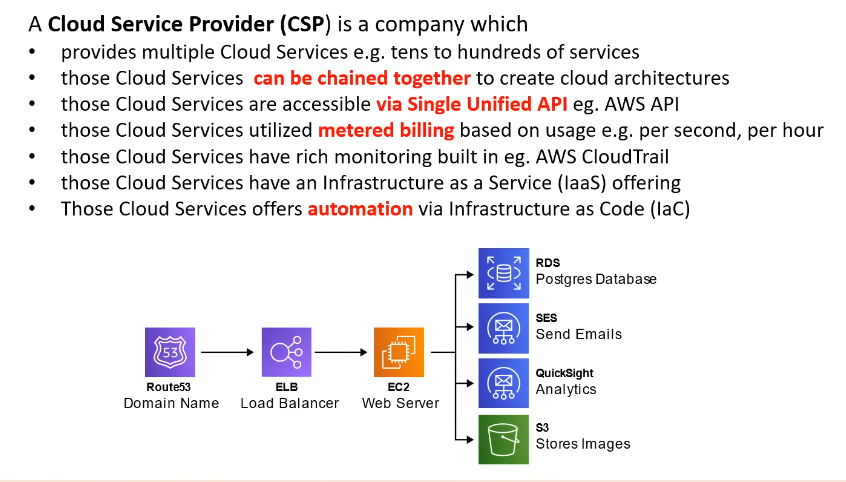 A Cloud Service Provider (CSP) is a company which
• provides multiple Cloud Services e.g. tens to hundreds of services
• those Cloud Services can be chained together to create cloud architectures
• those Cloud Services are accessible via Single Unified API eg. AWS API
• those Cloud Services utilized metered billing based on usage e.g. per second, per hour
• those Cloud Services have rich monitoring built in eg. AWS CloudTrail
• those Cloud Services have an Infrastructure as a Service (IaaS) offering
• Those Cloud Services offers automation via Infrastructure as Code (IaC)
53
Route53
Domain Name
ELB
Load Balancer
EC2
Web Server
RDS
Postgres Database
SES
Send Emails
QuickSight
Analytics
S3
Stores Images